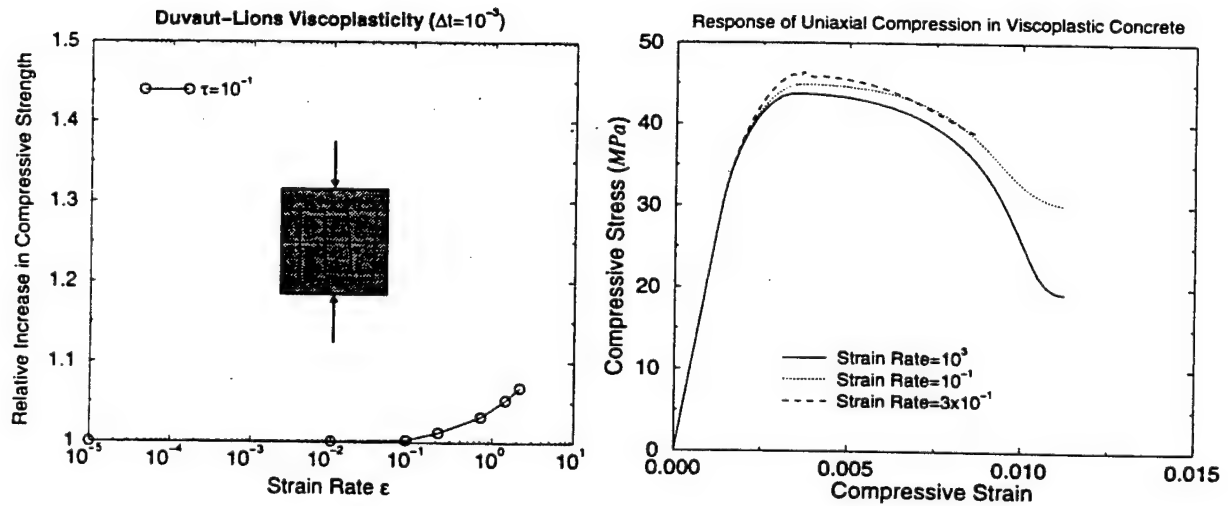 Duvaut-Lions Viscoplasticity (Δt=10⁻³)
Relative Increase in Compressive Strength
1.5
1.4
1.3
1.2
1.1
1
τ=10⁻¹
10⁻⁵
10⁻⁴
10⁻³
10⁻²
10⁻¹
10⁰
10¹
Strain Rate ε
Response of Uniaxial Compression in Viscoplastic Concrete
Compressive Stress (MPa)
50
40
30
20
10
0
Strain Rate=10³
Strain Rate=10⁻¹
Strain Rate=3x10⁻¹
0.000
0.005
0.010
0.015
Compressive Strain